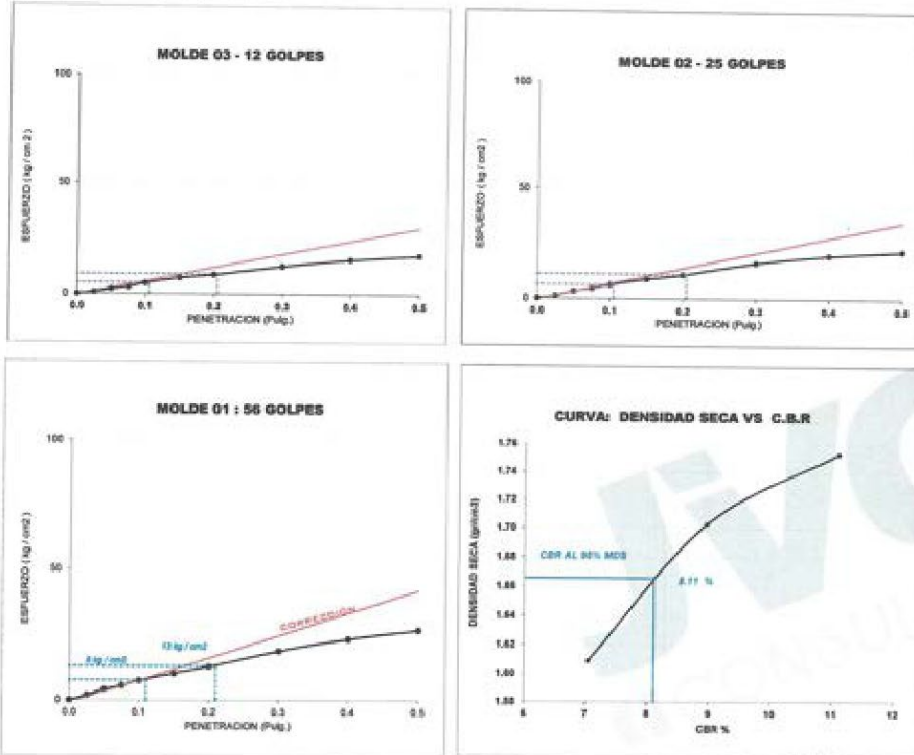 MOLDE 03 - 12 GOLPES
ESFUERZO ( kg / cm 2 )
100
50
0
0.0 0.1 0.2 0.3 0.4 0.5
PENETRACION (Pulg.)
MOLDE 02 - 25 GOLPES
ESFUERZO ( kg / cm2 )
100
50
0
0.0 0.1 0.2 0.3 0.4 0.5
PENETRACION (Pulg.)
MOLDE 01 : 56 GOLPES
ESFUERZO ( kg / cm2 )
100
50
0
CORRECCION
13 kg / cm2
8 kg / cm2
0.0 0.1 0.2 0.3 0.4 0.5
PENETRACION (Pulg.)
CURVA: DENSIDAD SECA VS C.B.R
DENSIDAD SECA (gr/cm3)
1.76
1.74
1.72
1.70
1.68
1.66
1.64
1.62
1.60
CBR AL
MDS
8.11 %
6 7 8 9 10 11 12
CBR %
JVC
CONSUL